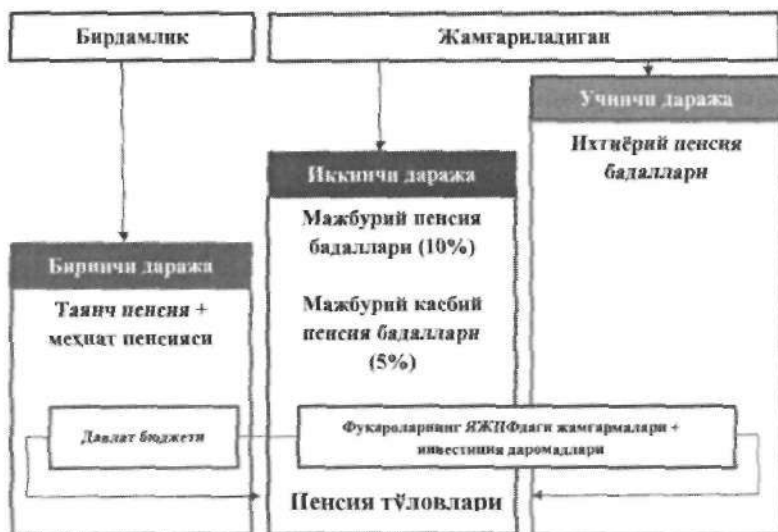 Бирдамлик
Жамғариладиган
Учинчи даража
Ихтиёрий пенсия
бадаллари
Иккинчи даража
Мажбурий пенсия
бадаллари (10%)
Мажбурий касбий
пенсия бадаллари
(5%)
Биринчи даража
Таянч пенсия +
меҳнат пенсияси
Давлат бюджети
Фуқароларнинг ЯЖПФдаги жамғармалари +
инвестиция даромадлари
Пенсия тўловлари